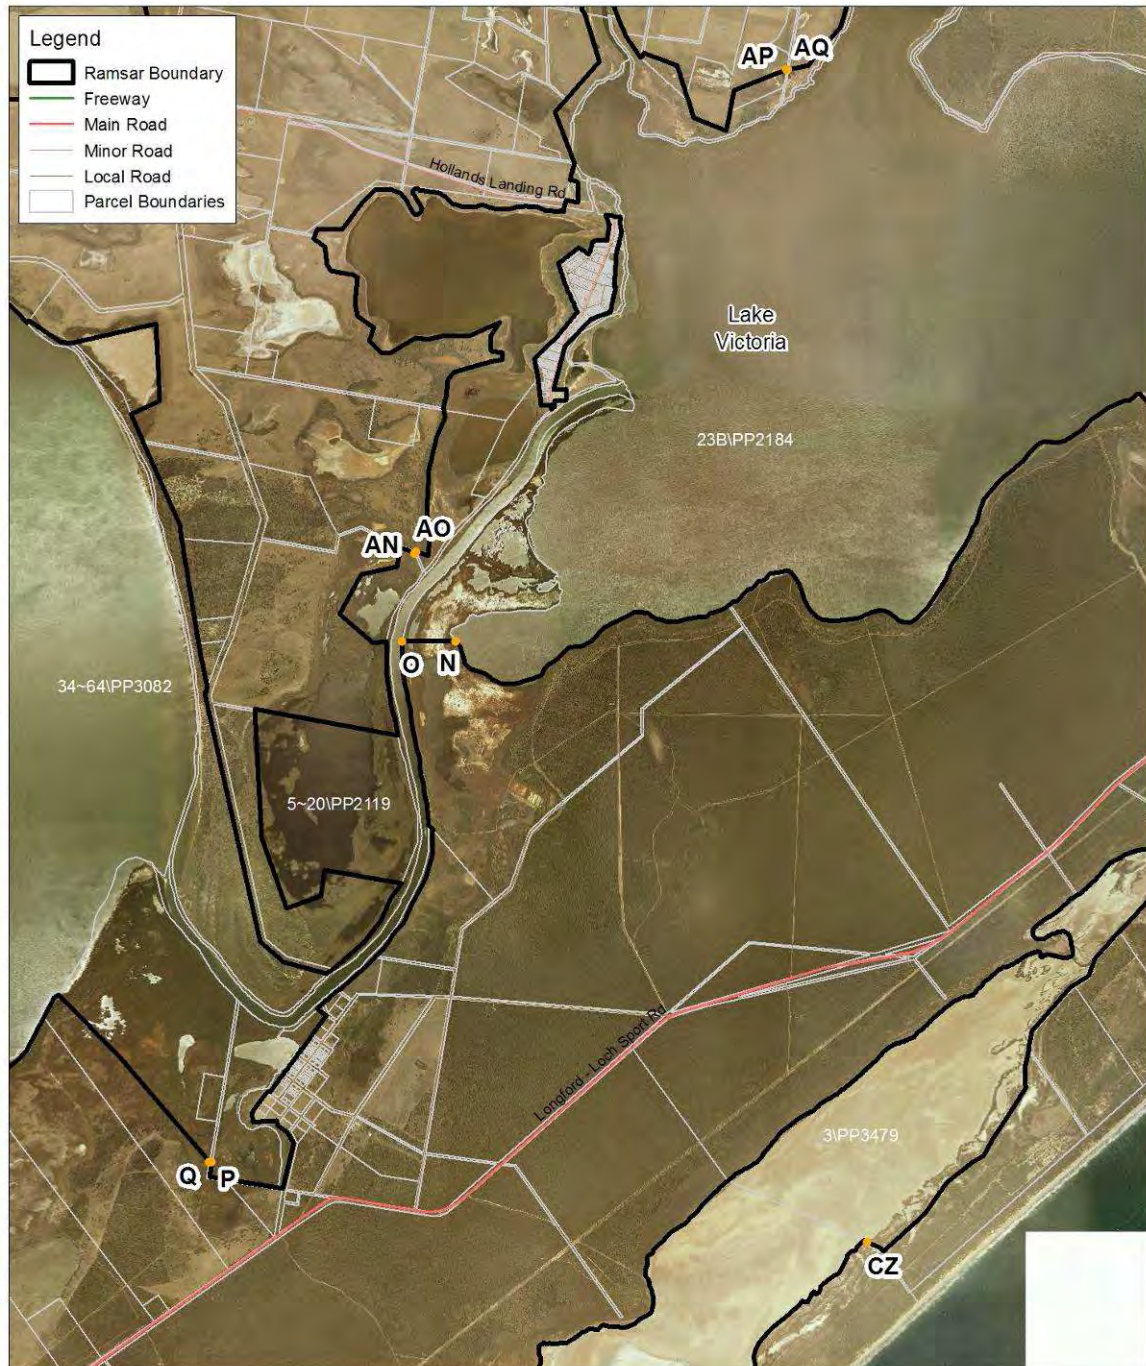 Legend
Ramsar Boundary
Freeway
Main Road
Minor Road
Local Road
Parcel Boundaries
AP
AQ
Hollands Landing Rd
Lake
Victoria
23B\PP2184
AN
AO
O
N
34~64\PP3082
5~20\PP2119
Longford - Loch Sport Rd
3\PP3479
Q
P
CZ